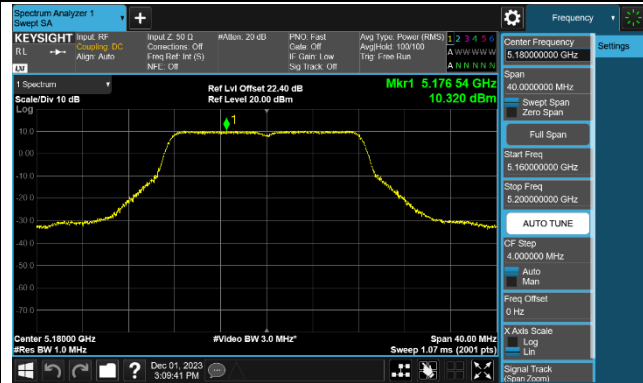 Spectrum Analyzer 1
Swept SA
Frequency
KEYSIGHT
RL
LXI
Input: RF
Coupling: DC
Align: Auto
Input Z: 50 Ω
Corrections: Off
Freq Ref: Int (S)
NFE: Off
#Atten: 20 dB
PNO: Fast
Gate: Off
IF Gain: Low
Sig Track: Off
Avg Type: Power (RMS)
Avg|Hold: 100/100
Trig: Free Run
1 2 3 4 5 6
A W W W W W
A N N N N N
1 Spectrum
Scale/Div 10 dB
Log
Ref Lvl Offset 22.40 dB
Ref Level 20.00 dBm
Mkr1 5.176 54 GHz
10.320 dBm
1
10.0
0.00
-10.0
-20.0
-30.0
-40.0
-50.0
-60.0
-70.0
Center 5.18000 GHz
#Res BW 1.0 MHz
#Video BW 3.0 MHz*
Span 40.00 MHz
Sweep 1.07 ms (2001 pts)
Center Frequency
5.180000000 GHz
Settings
Span
40.0000000 MHz
Swept Span
Zero Span
Full Span
Start Freq
5.160000000 GHz
Stop Freq
5.200000000 GHz
AUTO TUNE
CF Step
4.000000 MHz
Auto
Man
Freq Offset
0 Hz
X Axis Scale
Log
Lin
Signal Track
(Span Zoom)
?
Dec 01, 2023
3:09:41 PM